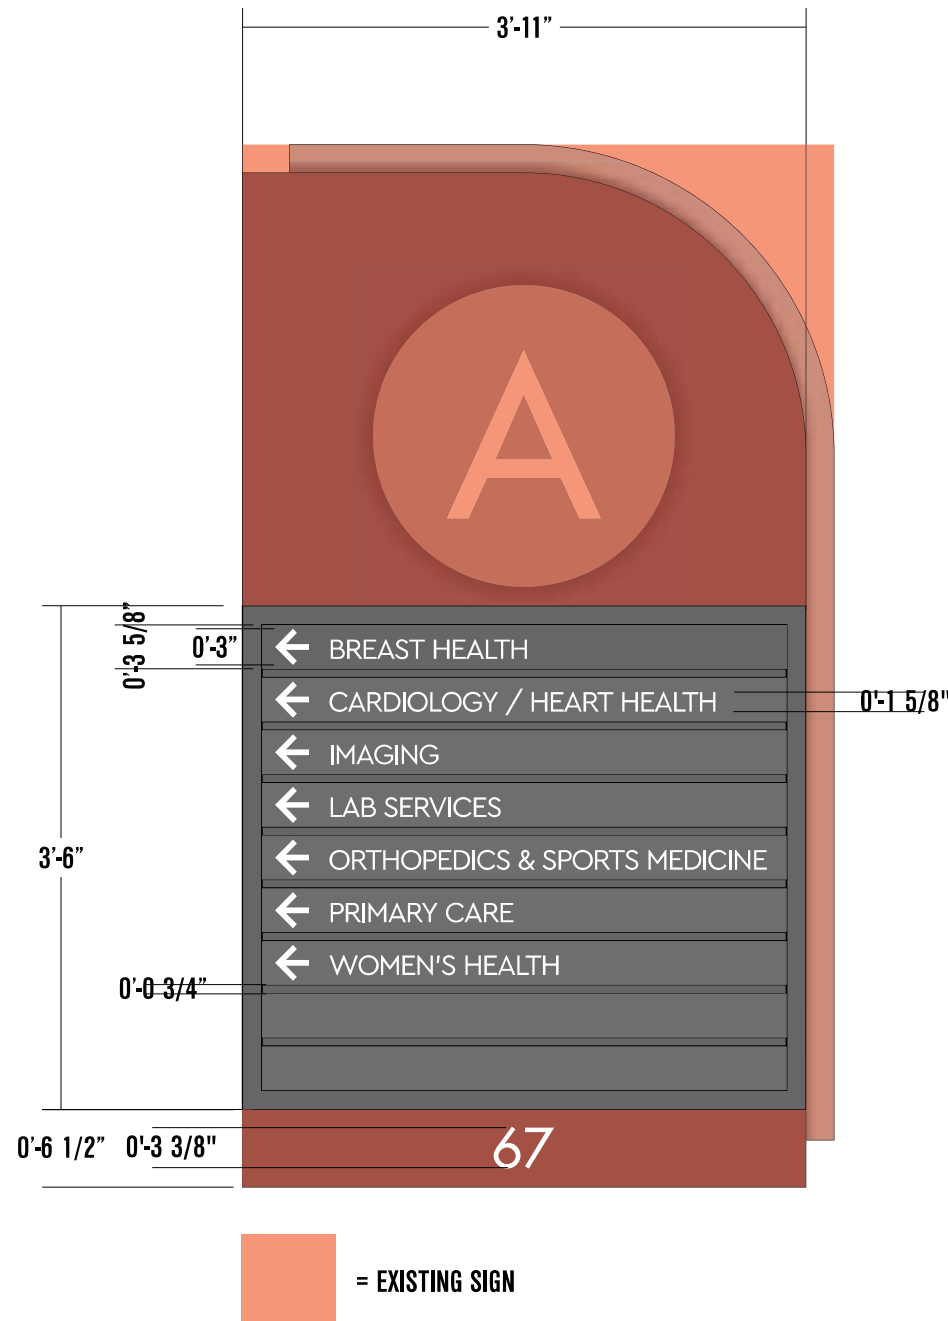 3'-11"
A
0'-3 5/8"
0'-3"
BREAST HEALTH
CARDIOLOGY / HEART HEALTH
0'-1 5/8"
IMAGING
LAB SERVICES
3'-6"
ORTHOPEDICS & SPORTS MEDICINE
PRIMARY CARE
WOMEN'S HEALTH
0'-0 3/4"
0'-6 1/2"
0'-3 3/8"
67
= EXISTING SIGN